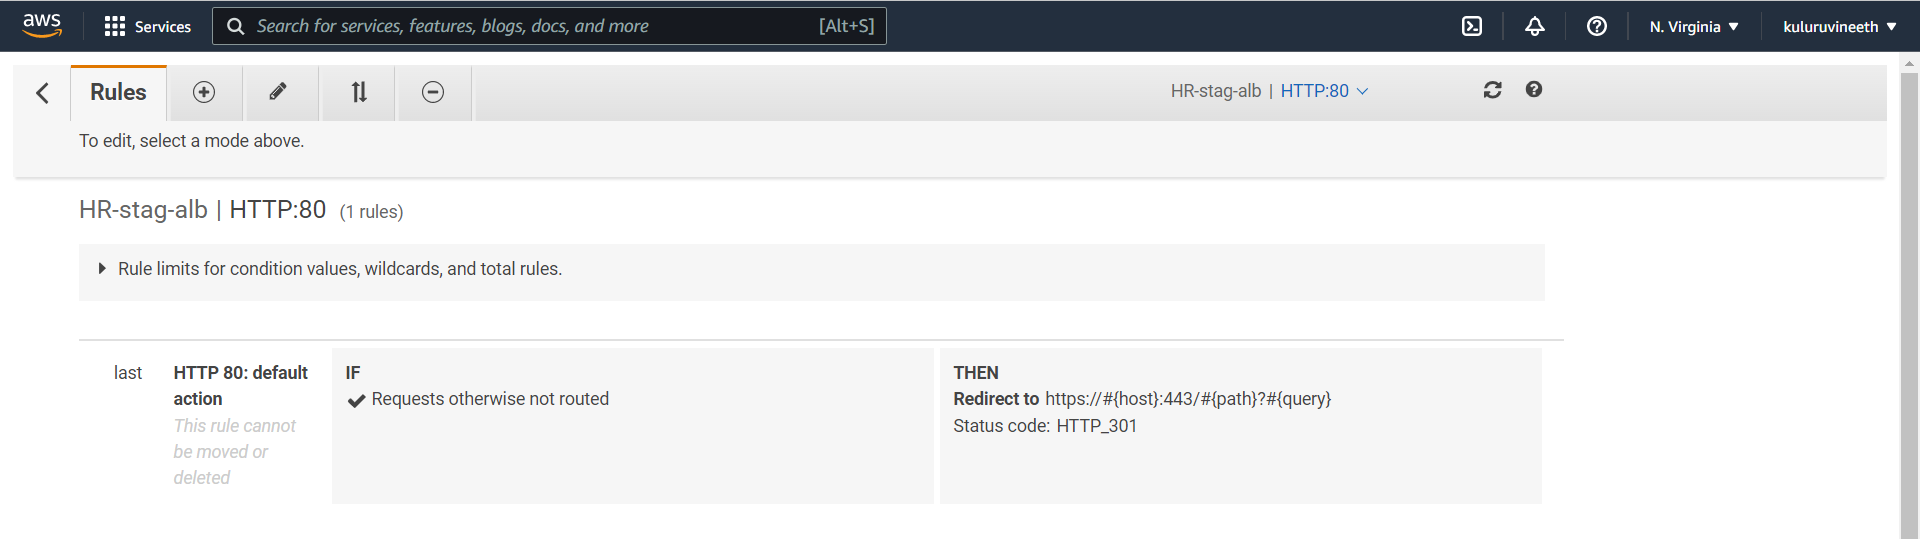 aws Services Search for services, features, blogs, docs, and more [Alt+S] N. Virginia kuluruvineeth
Rules HR-stag-alb | HTTP:80
To edit, select a mode above.
HR-stag-alb | HTTP:80 (1 rules)
Rule limits for condition values, wildcards, and total rules.
last
HTTP 80: default
action
This rule cannot
be moved or
deleted
IF
Requests otherwise not routed
THEN
Redirect to https://#{host}:443/#{path}?#{query}
Status code: HTTP_301